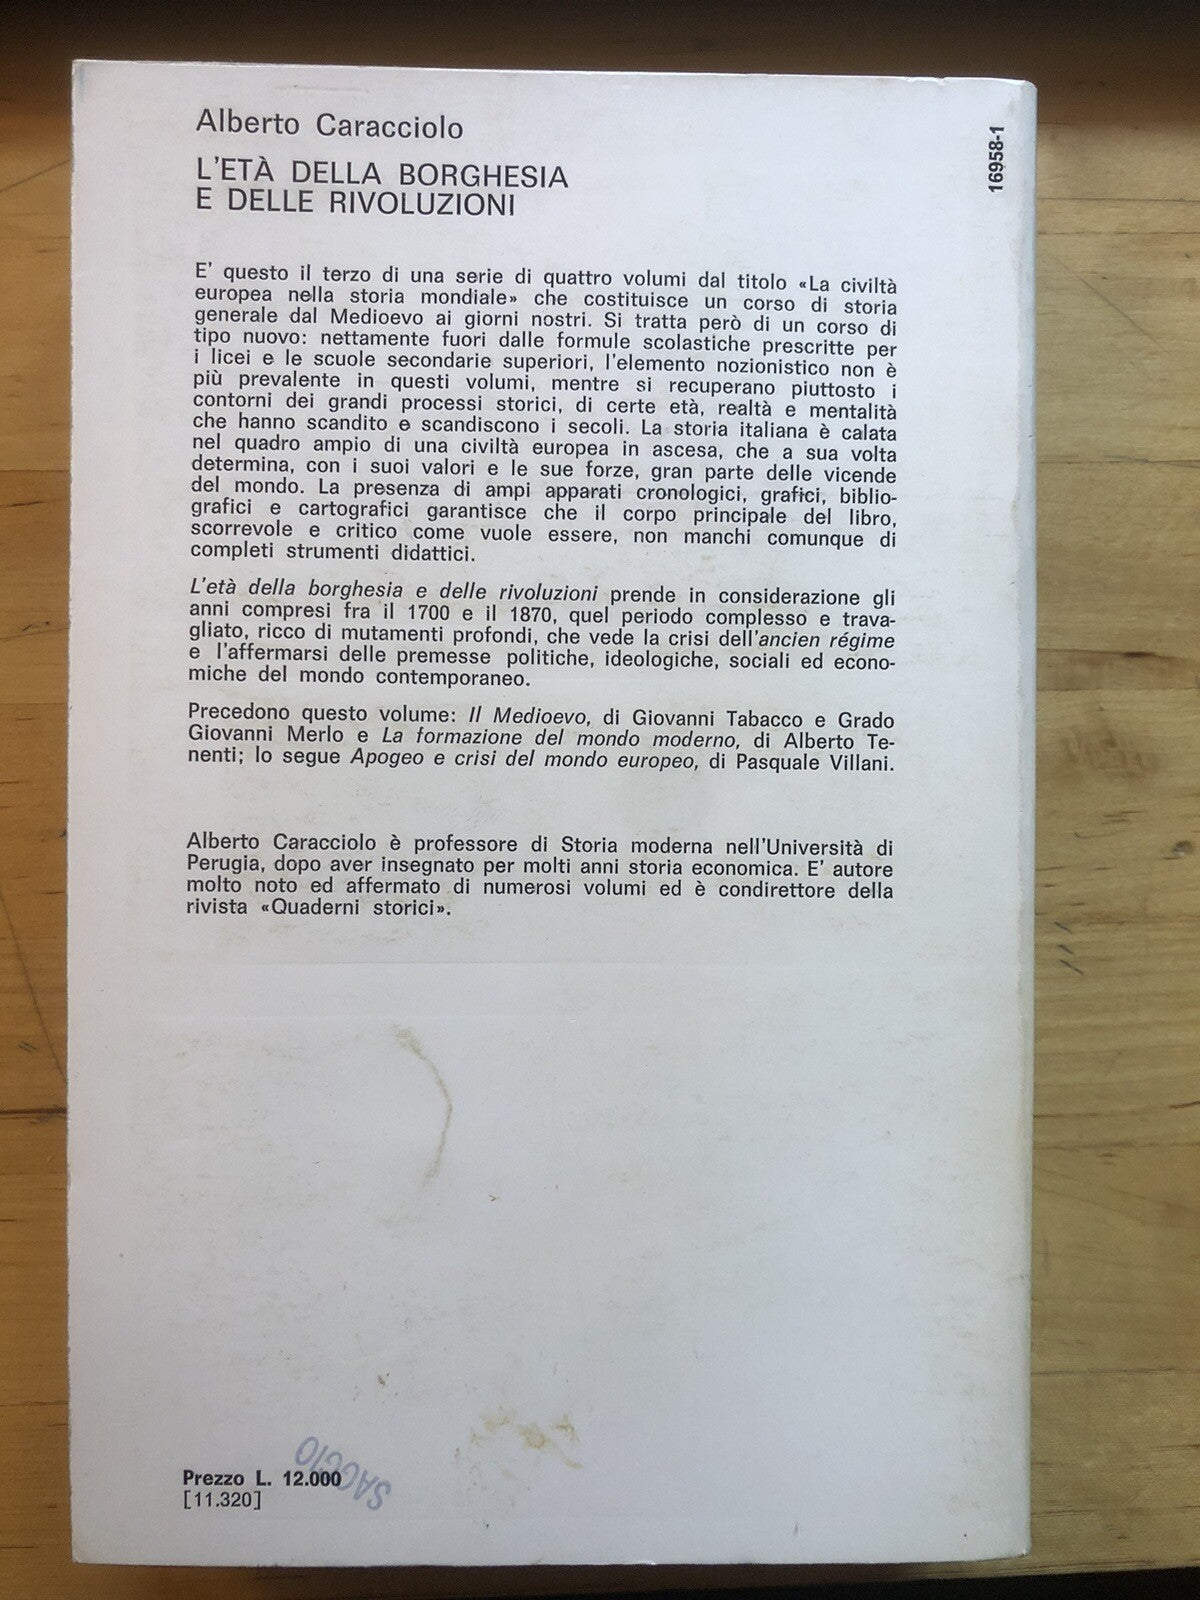 Alberto Caracciolo
L'ETÀ DELLA BORGHESIA
E DELLE RIVOLUZIONI
16958-1
E' questo il terzo di una serie di quattro volumi dal titolo «La civiltà
europea nella storia mondiale» che costituisce un corso di storia
generale dal Medioevo ai giorni nostri. Si tratta però di un corso di
tipo nuovo: nettamente fuori dalle formule scolastiche prescritte per
i licei e le scuole secondarie superiori, l'elemento nozionistico non è
più prevalente in questi volumi, mentre si recuperano piuttosto i
contorni dei grandi processi storici, di certe età, realtà e mentalità
che hanno scandito e scandiscono i secoli. La storia italiana è calata
nel quadro ampio di una civiltà europea in ascesa, che a sua volta
determina, con i suoi valori e le sue forze, gran parte delle vicende
del mondo. La presenza di ampi apparati cronologici, grafici, biblio-
grafici e cartografici garantisce che il corpo principale del libro,
scorrevole e critico come vuole essere, non manchi comunque di
completi strumenti didattici.
L'età della borghesia e delle rivoluzioni prende in considerazione gli
anni compresi fra il 1700 e il 1870, quel periodo complesso e trava-
gliato, ricco di mutamenti profondi, che vede la crisi dell'ancien régime
e l'affermarsi delle premesse politiche, ideologiche, sociali ed econo-
miche del mondo contemporaneo.
Precedono questo volume: Il Medioevo, di Giovanni Tabacco e Grado
Giovanni Merlo e La formazione del mondo moderno, di Alberto Te-
nenti; lo segue Apogeo e crisi del mondo europeo, di Pasquale Villani.
Alberto Caracciolo è professore di Storia moderna nell'Università di
Perugia, dopo aver insegnato per molti anni storia economica. E' autore
molto noto ed affermato di numerosi volumi ed è condirettore della
rivista «Quaderni storici».
SAGGIO
Prezzo L. 12.000
[11.320]